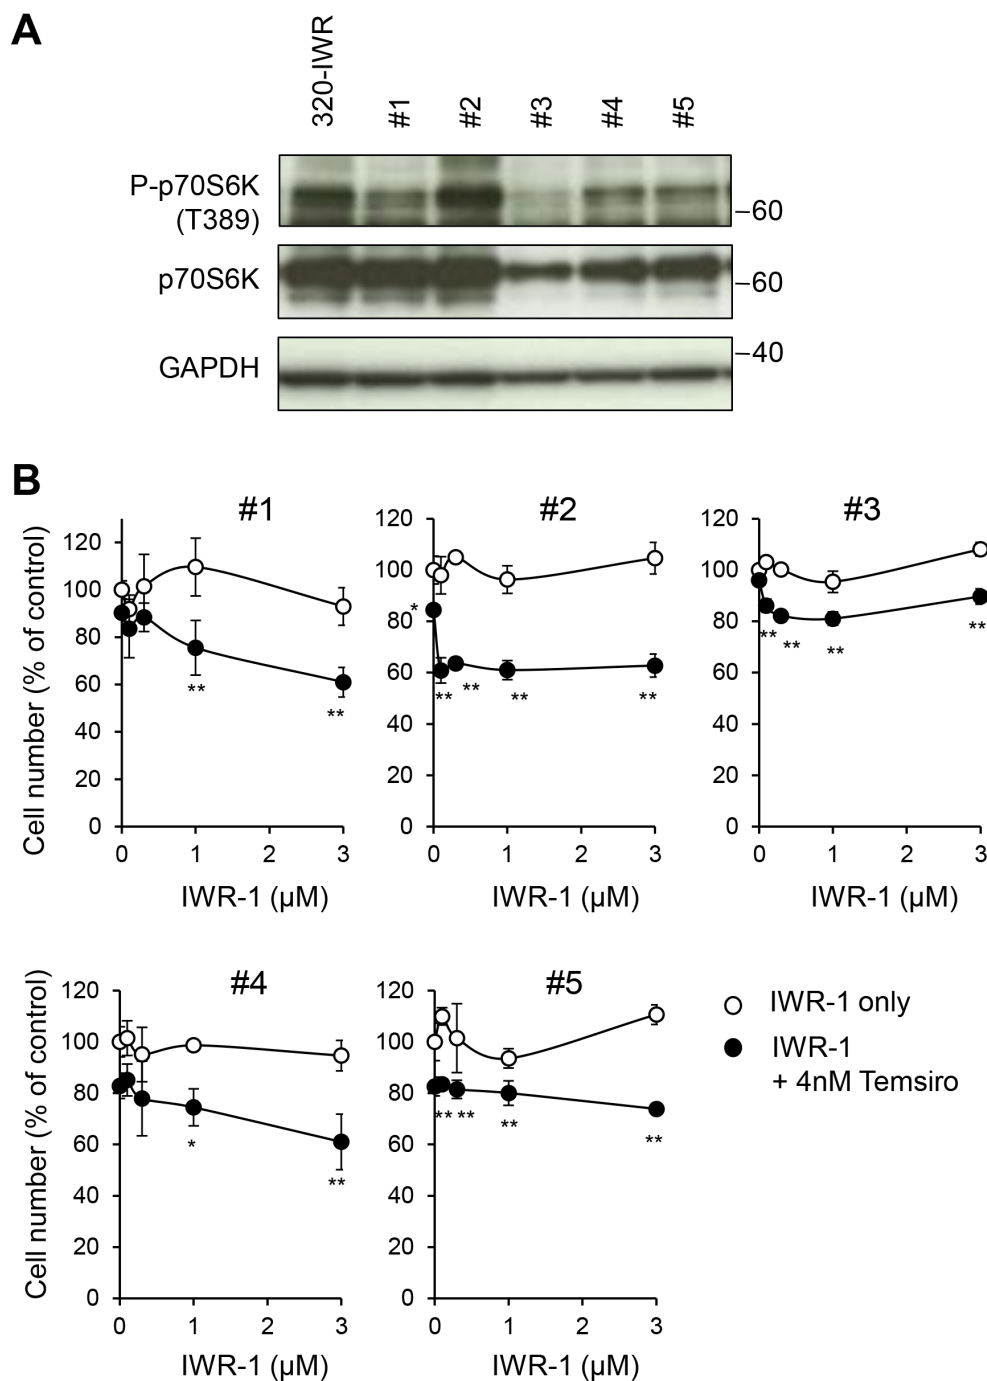 A
320-IWR
#1
#2
#3
#4
#5
P-p70S6K
(T389)
–60
p70S6K
–60
GAPDH
–40
B
#1
Cell number (% of control)
120
100
80
60
40
20
0
**
**
0 1 2 3
IWR-1 (µM)
#2
120
100
80
60
40
20
0
*
**
**
**
**
0 1 2 3
IWR-1 (µM)
#3
120
100
80
60
40
20
0
**
**
**
**
0 1 2 3
IWR-1 (µM)
#4
Cell number (% of control)
120
100
80
60
40
20
0
*
**
0 1 2 3
IWR-1 (µM)
#5
120
100
80
60
40
20
0
** **
**
**
0 1 2 3
IWR-1 (µM)
IWR-1 only
IWR-1
+ 4nM Temsiro